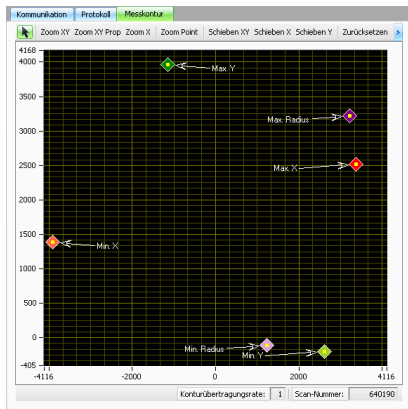 Kommunikation Protokoll Messkontur
Zoom XY Zoom XY Prop Zoom X Zoom Point Schieben XY Schieben X Schieben Y Zurücksetzen
4168
4000
Max. Y
3500
Max. Radius
3000
2500
Max. X
2000
1500
Min. X
1000
500
0
Min. Radius
Min. Y
-405
-4116 -2000 0 2000 4116
Konturübertragungsrate: 1 Scan-Nummer: 640190